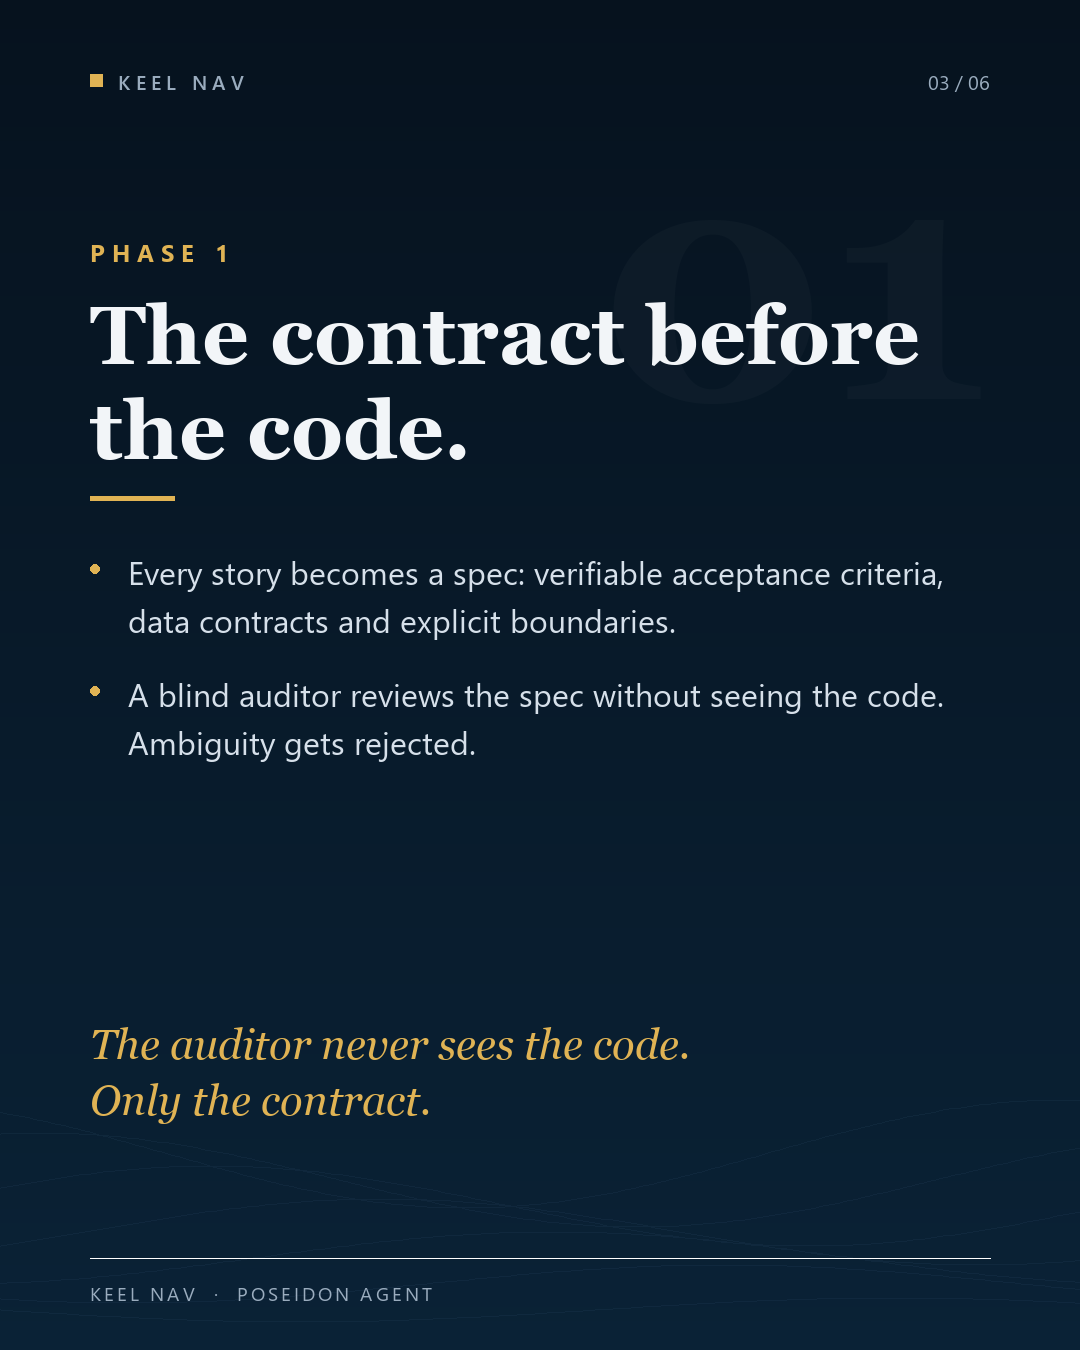 KEEL NAV
03 / 06
01
PHASE 1
The contract before
the code.
• Every story becomes a spec: verifiable acceptance criteria,
data contracts and explicit boundaries.
• A blind auditor reviews the spec without seeing the code.
Ambiguity gets rejected.
The auditor never sees the code.
Only the contract.
KEEL NAV · POSEIDON AGENT